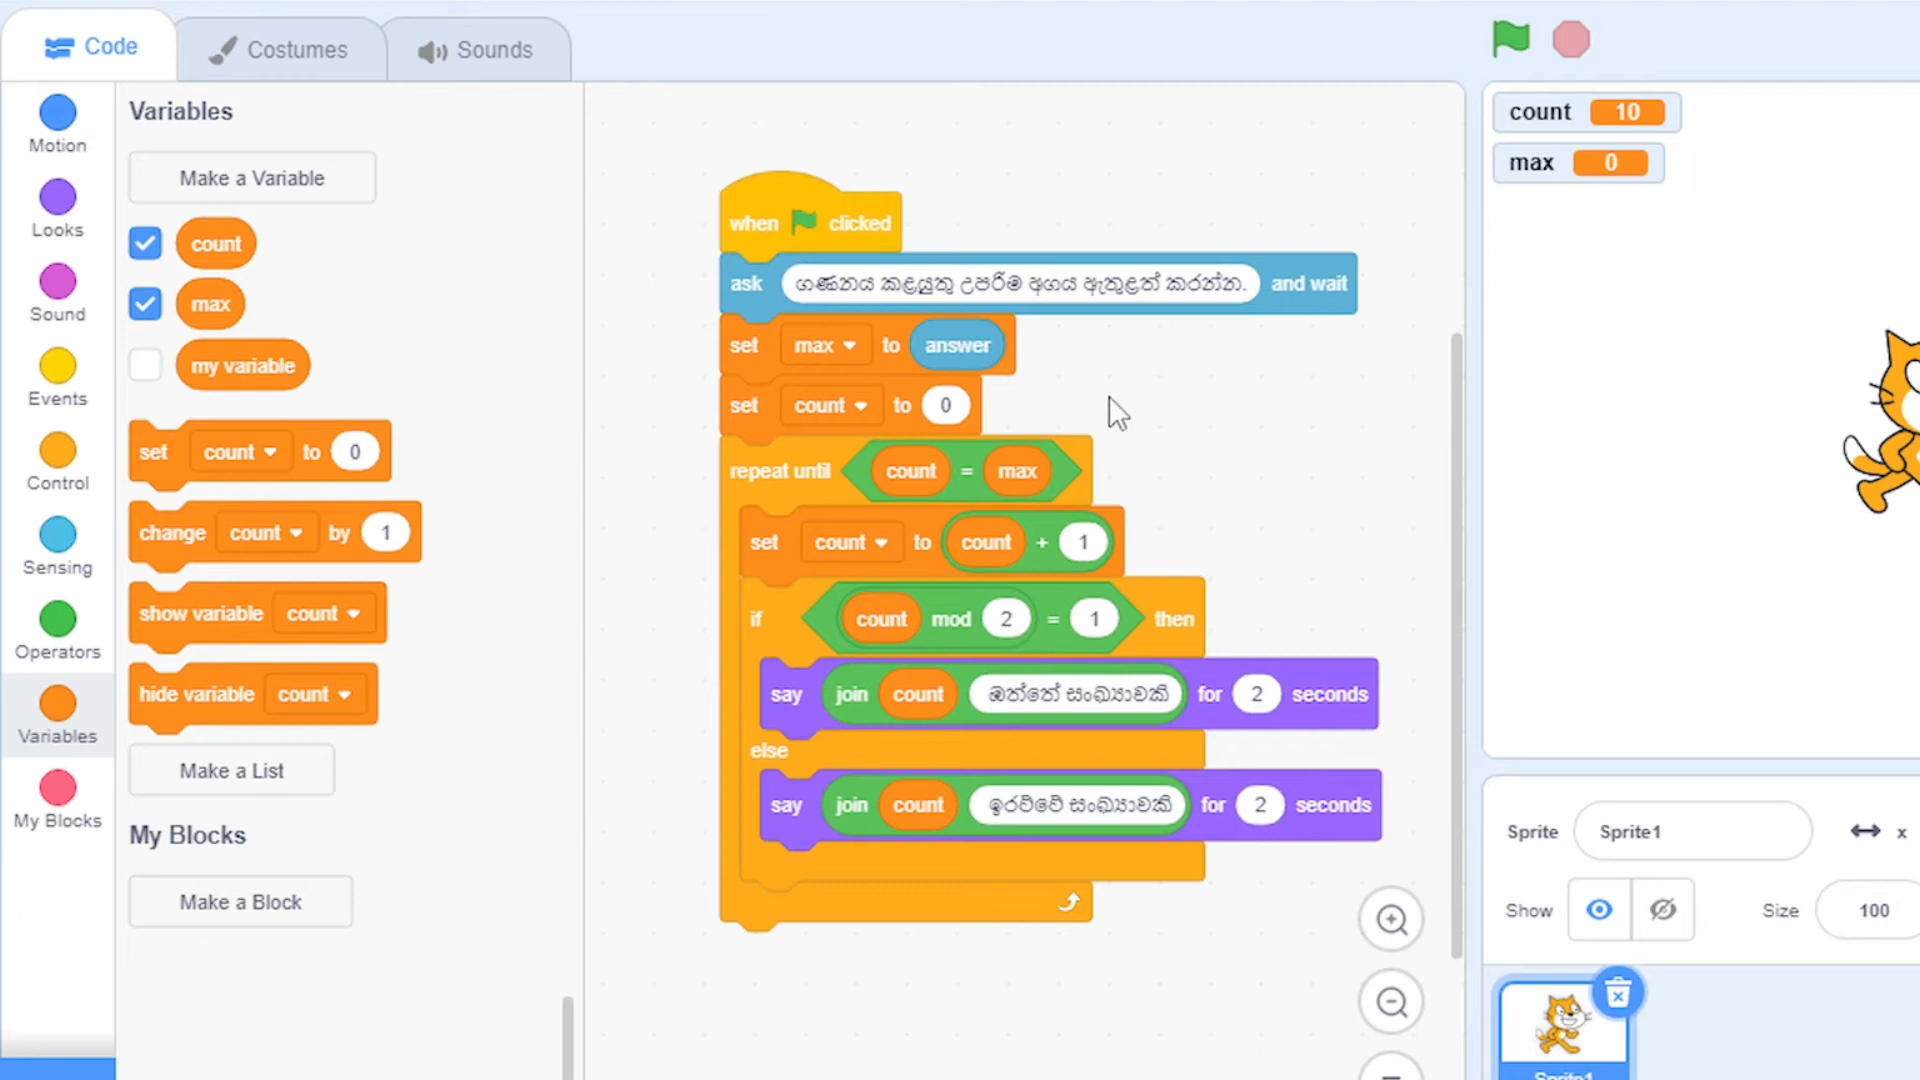 Code
Costumes
Sounds
Motion
Looks
Sound
Events
Control
Sensing
Operators
Variables
My Blocks
Variables
Make a Variable
count
max
my variable
set count to 0
change count by 1
show variable count
hide variable count
Make a List
My Blocks
Make a Block
when clicked
ask ගණනය කළයුතු උපරිම අගය ඇතුළත් කරන්න. and wait
set max to answer
set count to 0
repeat until count = max
set count to count + 1
if count mod 2 = 1 then
say join count ඔත්තේ සංඛ්‍යාවකි for 2 seconds
else
say join count ඉරට්ටේ සංඛ්‍යාවකි for 2 seconds
count 10
max 0
Sprite Sprite1 x
Show Size 100
Sprite1